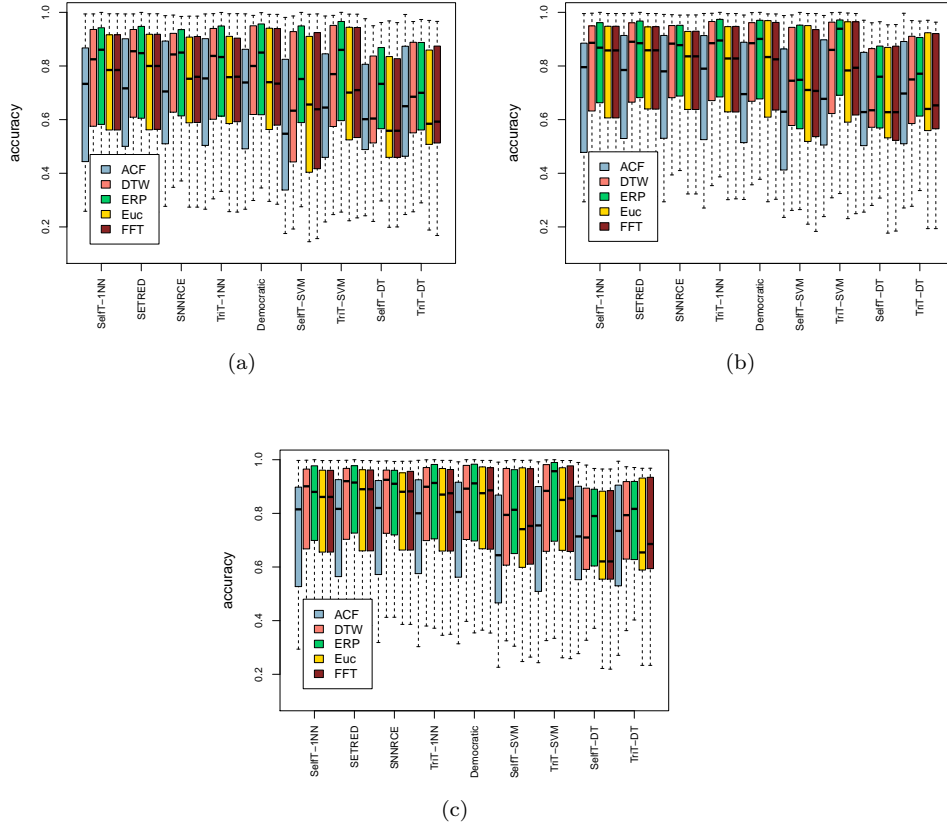 accuracy
1.0
0.8
0.6
0.4
0.2
ACF
DTW
ERP
Euc
FFT
SelfT−1NN
SETRED
SNNRCE
TriT−1NN
Democratic
SelfT−SVM
TriT−SVM
SelfT−DT
TriT−DT
(a)
accuracy
1.0
0.8
0.6
0.4
0.2
ACF
DTW
ERP
Euc
FFT
SelfT−1NN
SETRED
SNNRCE
TriT−1NN
Democratic
SelfT−SVM
TriT−SVM
SelfT−DT
TriT−DT
(b)
accuracy
1.0
0.8
0.6
0.4
0.2
ACF
DTW
ERP
Euc
FFT
SelfT−1NN
SETRED
SNNRCE
TriT−1NN
Democratic
SelfT−SVM
TriT−SVM
SelfT−DT
TriT−DT
(c)